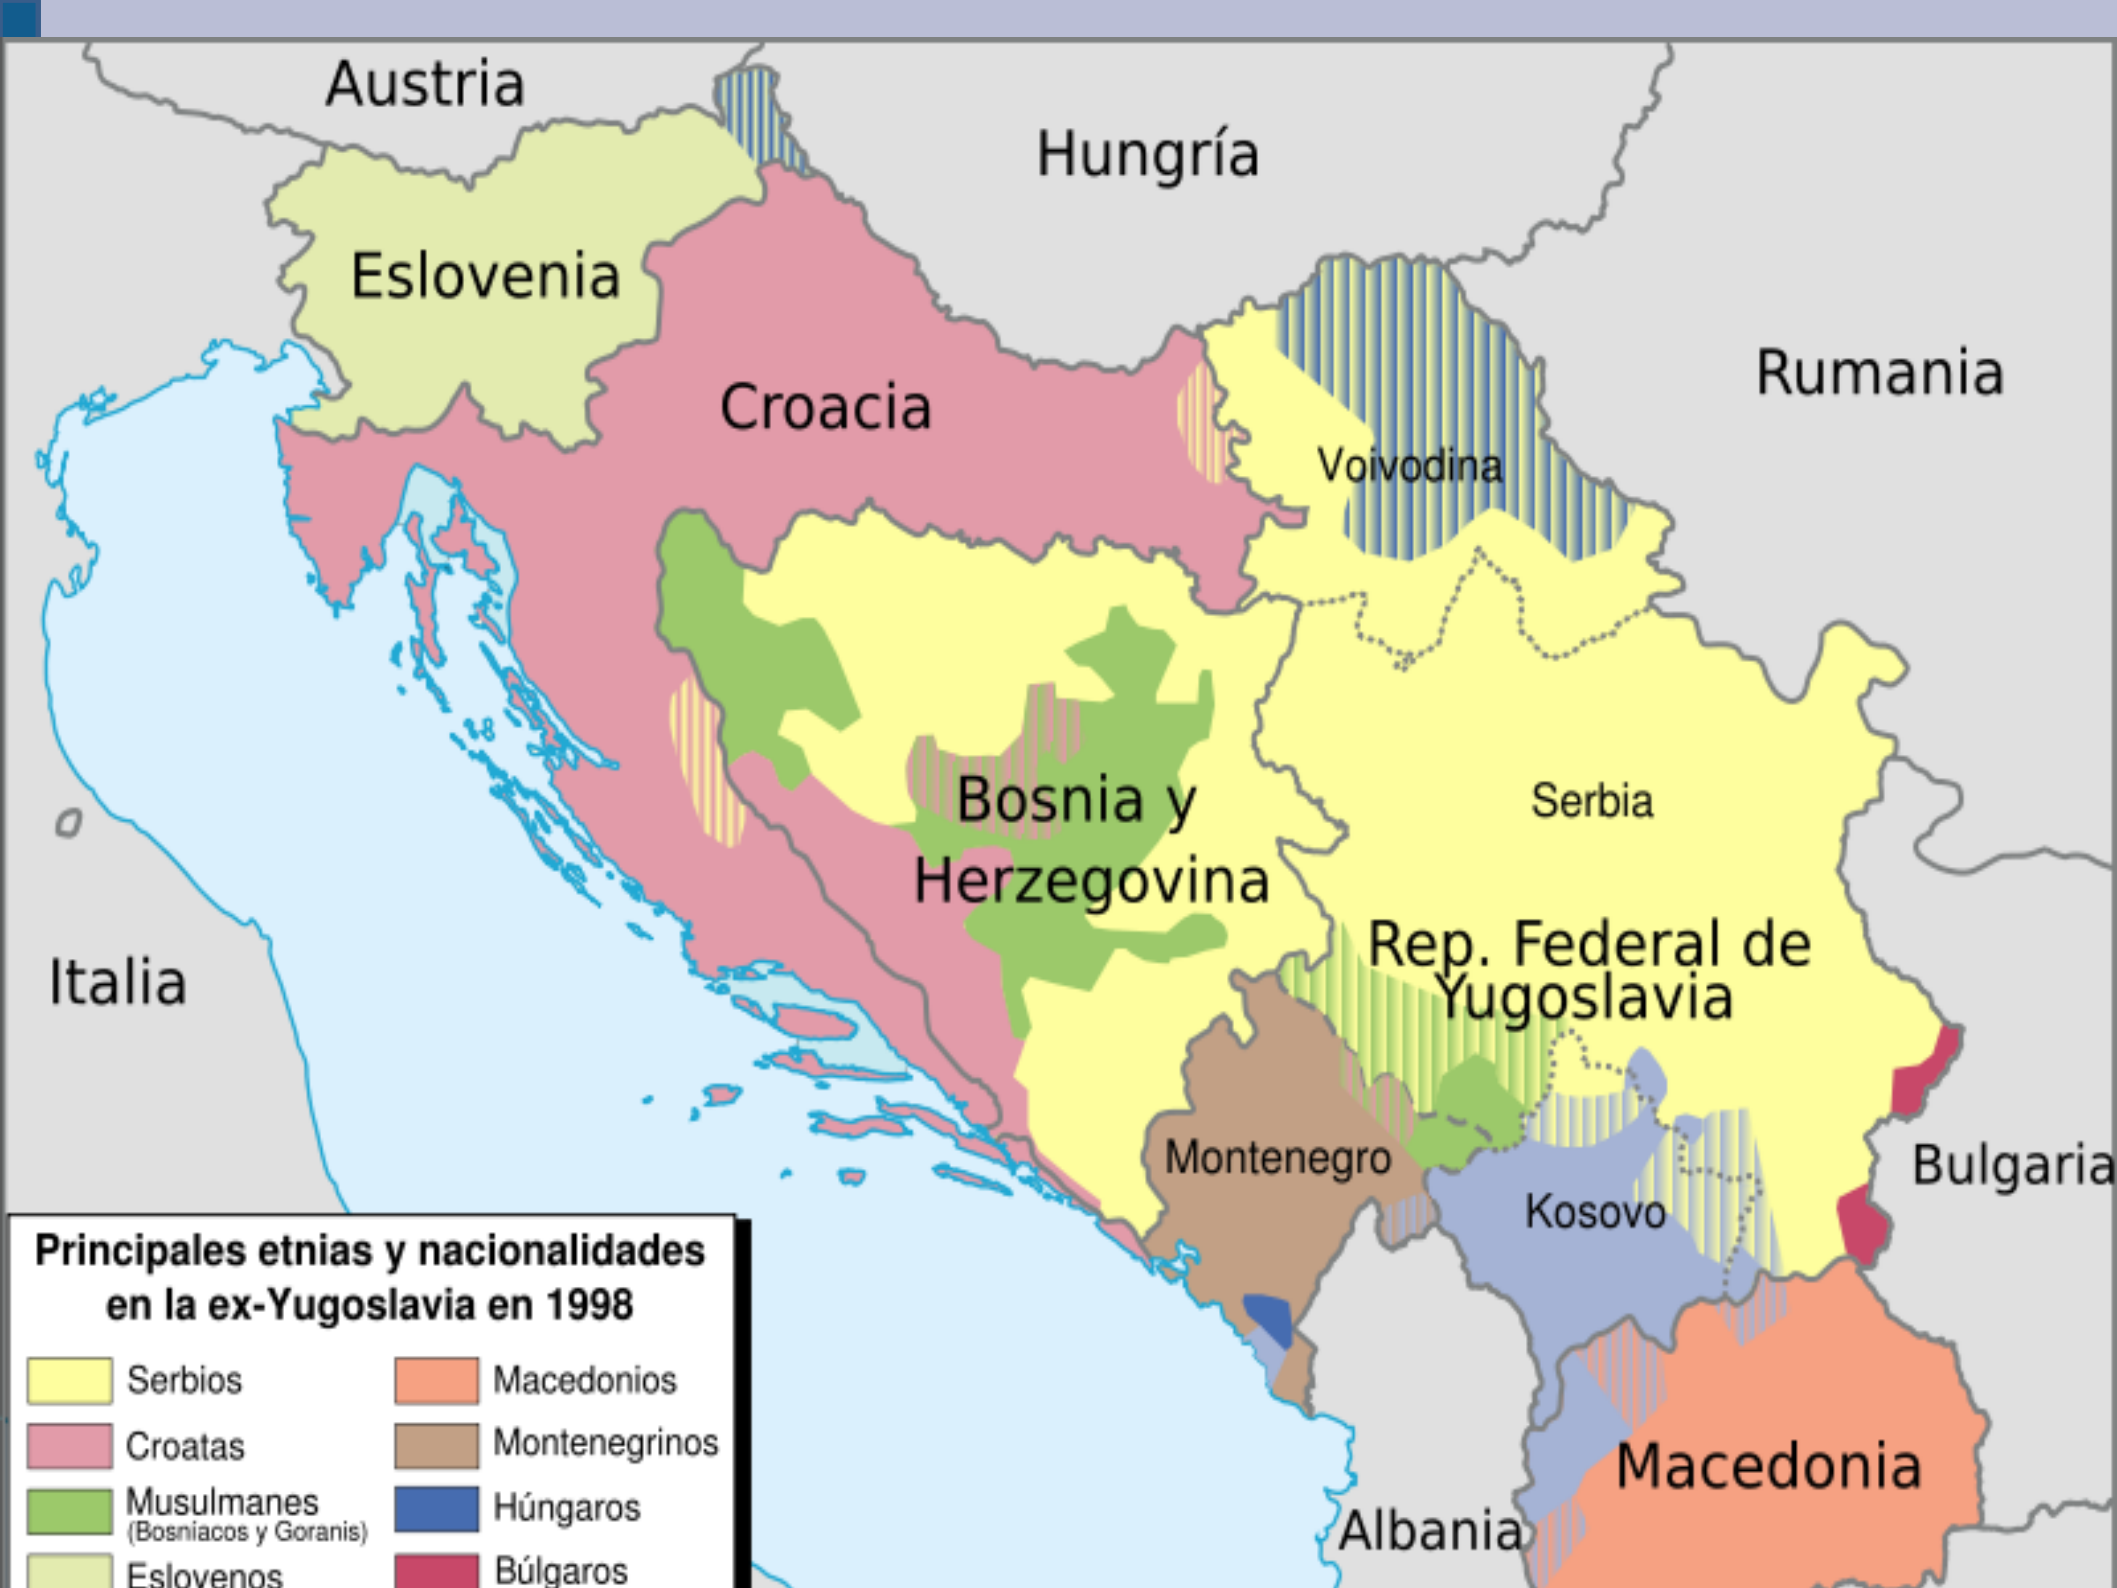 Austria
Hungría
Eslovenia
Rumania
Croacia
Voivodina
Bosnia y
Herzegovina
Serbia
Rep. Federal de
Yugoslavia
Italia
Montenegro
Kosovo
Bulgaria
Macedonia
Albania
Principales etnias y nacionalidades
en la ex-Yugoslavia en 1998
Serbios
Macedonios
Croatas
Montenegrinos
Musulmanes
(Bosniacos y Goranis)
Húngaros
Eslovenos
Búlgaros